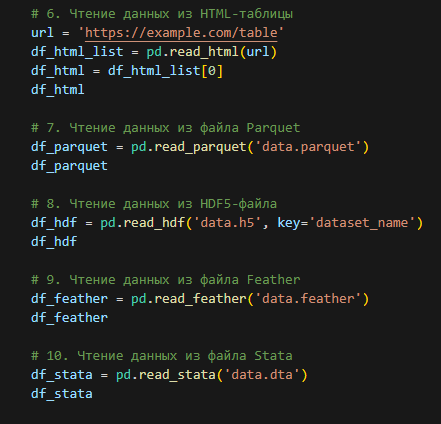 # 6. Чтение данных из HTML-таблицы
url = 'https://example.com/table'
df_html_list = pd.read_html(url)
df_html = df_html_list[0]
df_html
# 7. Чтение данных из файла Parquet
df_parquet = pd.read_parquet('data.parquet')
df_parquet
# 8. Чтение данных из HDF5-файла
df_hdf = pd.read_hdf('data.h5', key='dataset_name')
df_hdf
# 9. Чтение данных из файла Feather
df_feather = pd.read_feather('data.feather')
df_feather
# 10. Чтение данных из файла Stata
df_stata = pd.read_stata('data.dta')
df_stata